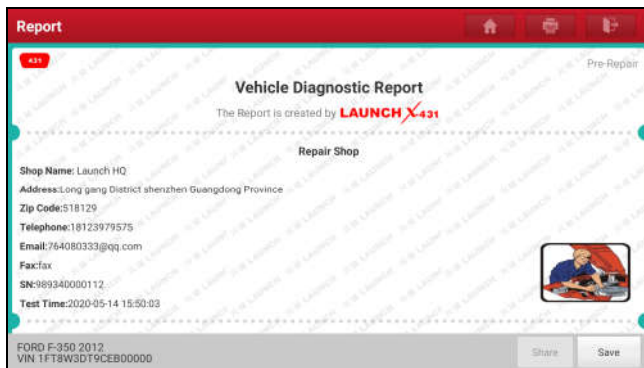 Report
431
Pre-Repair
Vehicle Diagnostic Report
The Report is created by LAUNCH X-431
Repair Shop
Shop Name: Launch HQ
Address:Long gang District shenzhen Guangdong Province
Zip Code:518129
Telephone:18123979575
Email:764080333@qq.com
Fax:fax
SN:989340000112
Test Time:2020-05-14 15:50:03
FORD F-350 2012
VIN 1FT8W3DT9CEB00000
Share
Save